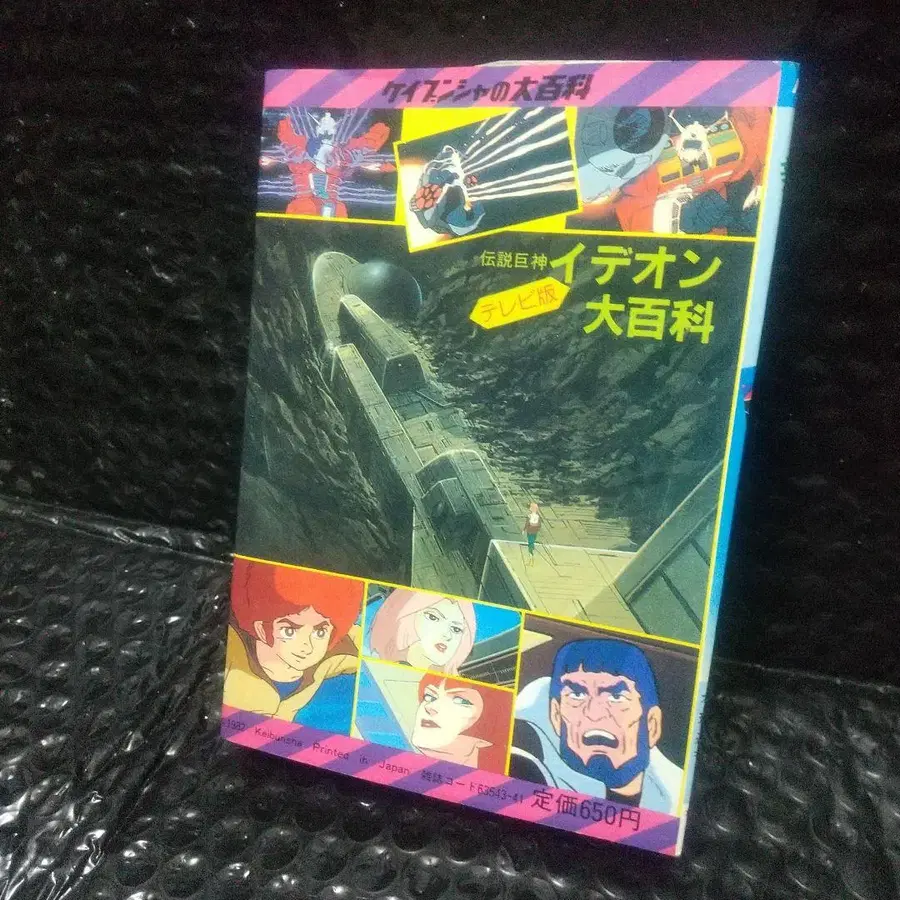 ケイブンシャの大百科
伝説巨神イデオン
テレビ版
大百科
©1982 Keibunsha Printed in Japan 雑誌コード63543-41 定価650円